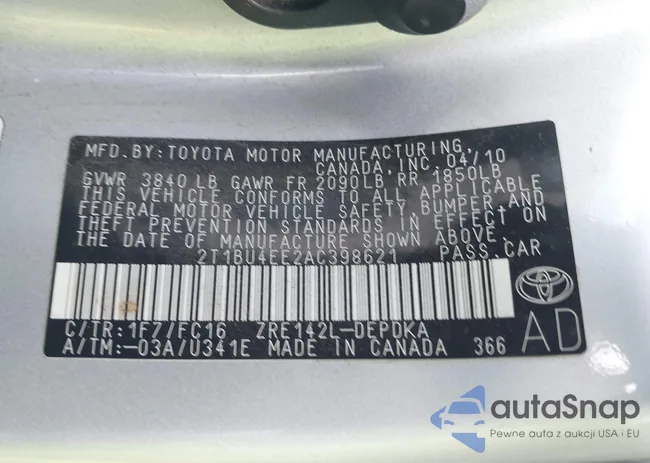 MFD. BY: TOYOTA MOTOR MANUFACTURING,
CANADA, INC. 04/10
GVWR 3840 LB GAWR FR 2090LB RR 1850LB
THIS VEHICLE CONFORMS TO ALL APPLICABLE
FEDERAL MOTOR VEHICLE SAFETY, BUMPER AND
THEFT PREVENTION STANDARDS IN EFFECT ON
THE DATE OF MANUFACTURE SHOWN ABOVE.
2T1BU4EE2AC398621 PASS. CAR
C/TR: 1F7/FC16 ZRE142L-DEPDKA
A/TM: -03A/U341E MADE IN CANADA 366
AD
autaSnap
Pewne auta z aukcji USA i EU